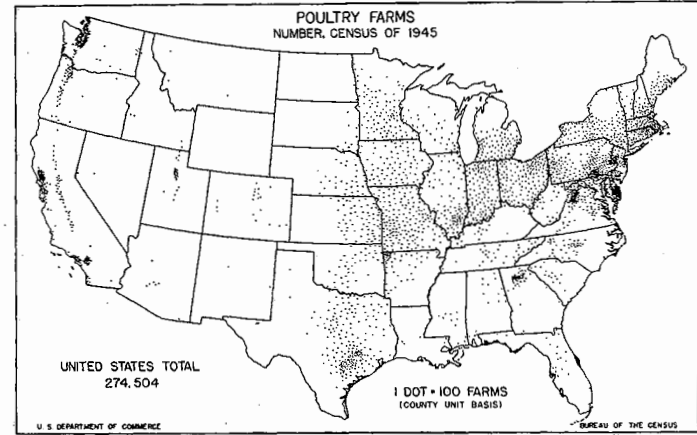 POULTRY FARMS
NUMBER, CENSUS OF 1945
UNITED STATES TOTAL
274,504
1 DOT = 100 FARMS
(COUNTY UNIT BASIS)
U. S. DEPARTMENT OF COMMERCE
BUREAU OF THE CENSUS